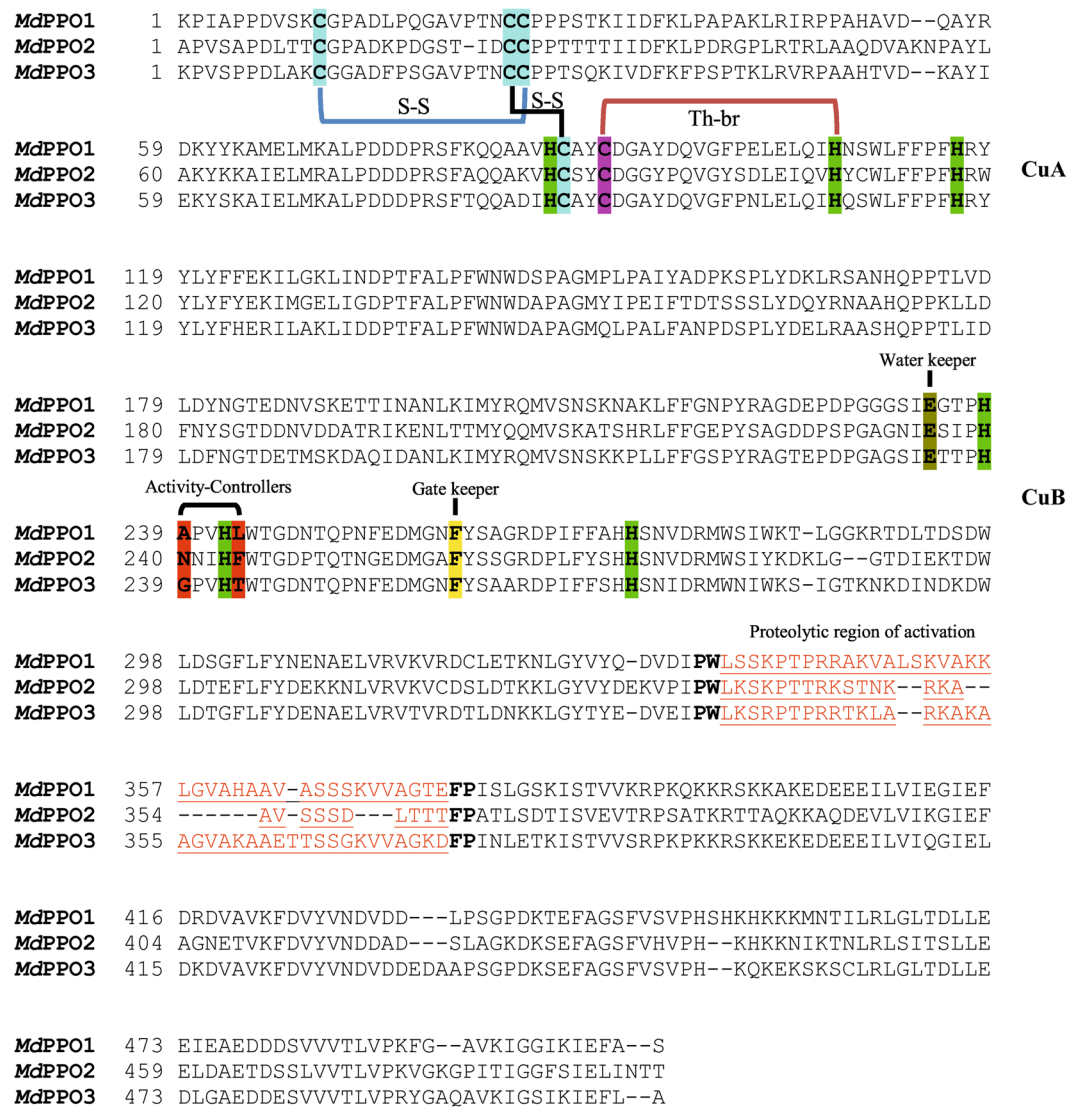 MdPPO1 1 KPIAPPDVSKCGPADLPQGAVPTNCCPPPSTKIIDFKLPAPAKLRIRPPAHAVD--QAYR
MdPPO2 1 APVSAPDLTTCGPADKPDGST-IDCCPPTTTTIIDFKLPDRGPLRTRLAAQDVAKNPAYL
MdPPO3 1 KPVSPPDLAKCGGADFPSGAVPTNCCPPTSQKIVDFKFPSPTKLRVRPAAHTVD--KAYI
S-S S-S Th-br
MdPPO1 59 DKYYKAMELMKALPDDDPRSFKQQAAVHCAYCDGAYDQVGFPELELQIHNSWLFFPFHRY
MdPPO2 60 AKYKKAIELMRALPDDDPRSFAQQAKVHCSYCDGGYPQVGYSDLEIQVHYCWLFFPFHRW
MdPPO3 59 EKYSKAIELMKALPDDDPRSFTQQADIHCAYCDGAYDQVGFPNLELQIHQSWLFFPFHRY
CuA
MdPPO1 119 YLYFFEKILGKLINDPTFALPFWNWDSPAGMPLPAIYADPKSPLYDKLRSANHQPPTLVD
MdPPO2 120 YLYFYEKIMGELIGDPTFALPFWNWDAPAGMYIPEIFTDTSSSLYDQYRNAAHQPPKLLD
MdPPO3 119 YLYFHERILAKLIDDPTFALPFWNWDAPAGMQLPALFANPDSPLYDELRAASHQPPTLID
Water keeper
MdPPO1 179 LDYNGTEDNVSKETTINANLKIMYRQMVSNSKNAKLFFGNPYRAGDEPDPGGGSIEGTPH
MdPPO2 180 FNYSGTDDNVDDATRIKENLTTMYQQMVSKATSHRLFFGEPYSAGDDPSPGAGNIESIPH
MdPPO3 179 LDFNGTDETMSKDAQIDANLKIMYRQMVSNSKKPLLFFGSPYRAGTEPDPGAGSIETTPH
CuB
Activity-Controllers Gate keeper
MdPPO1 239 APVHLWTGDNTQPNFEDMGNFYSAGRDPIFFAHHSNVDRMWSIWKT-LGGKRTDLTDSDW
MdPPO2 240 NNIHFWTGDPTQTNGEDMGAFYSSGRDPLFYSHHSNVDRMWSIYKDKLG--GTDIEKTDW
MdPPO3 239 GPVHTWTGDNTQPNFEDMGNFYSAARDPIFFSHHSNIDRMWNIWKS-IGTKNKDINDKDW
Proteolytic region of activation
MdPPO1 298 LDSGFLFYNENAELVRVKVRDCLETKNLGYVYQ-DVDIPWLSSKPTPRRAKVALSKVAKK
MdPPO2 298 LDTEFLFYDEKKNLVRVKVCDSLDTKKLGYVYDEKVPIPWLKSKPTTRKSTNK--RKA--
MdPPO3 298 LDTGFLFYDENAELVRVTVRDTLDNKKLGYTYE-DVEIPWLKSRPTPRRTKLA--RKAKA
MdPPO1 357 LGVAHAAV-ASSSKVVAGTEFPISLGSKISTVVKRPKQKKRSKKAKEDEEEILVIEGIEF
MdPPO2 354 ------AV-SSSD---LTTTFPATLSDTISVEVTRPSATKRTTAQKKAQDEVLVIKGIEF
MdPPO3 355 AGVAKAAETTSSGKVVAGKDFPINLETKISTVVSRPKPKKRSKKEKEDEEEILVIQGIEL
MdPPO1 416 DRDVAVKFDVYVNDVDD---LPSGPDKTEFAGSFVSVPHSHKHKKKMNTILRLGLTDLLE
MdPPO2 404 AGNETVKFDVYVNDDAD---SLAGKDKSEFAGSFVHVPH--KHKKNIKTNLRLSITSLLE
MdPPO3 415 DKDVAVKFDVYVNDVDDEDAAPSGPDKSEFAGSFVSVPH--KQKEKSKSCLRLGLTDLLE
MdPPO1 473 EIEAEDDDSVVVTLVPKFG--AVKIGGIKIEFA--S
MdPPO2 459 ELDAETDSSLVVTLVPKVGKGPITIGGFSIELINTT
MdPPO3 473 DLGAEDDESVVVTLVPRYGAQAVKIGSIKIEFL--A